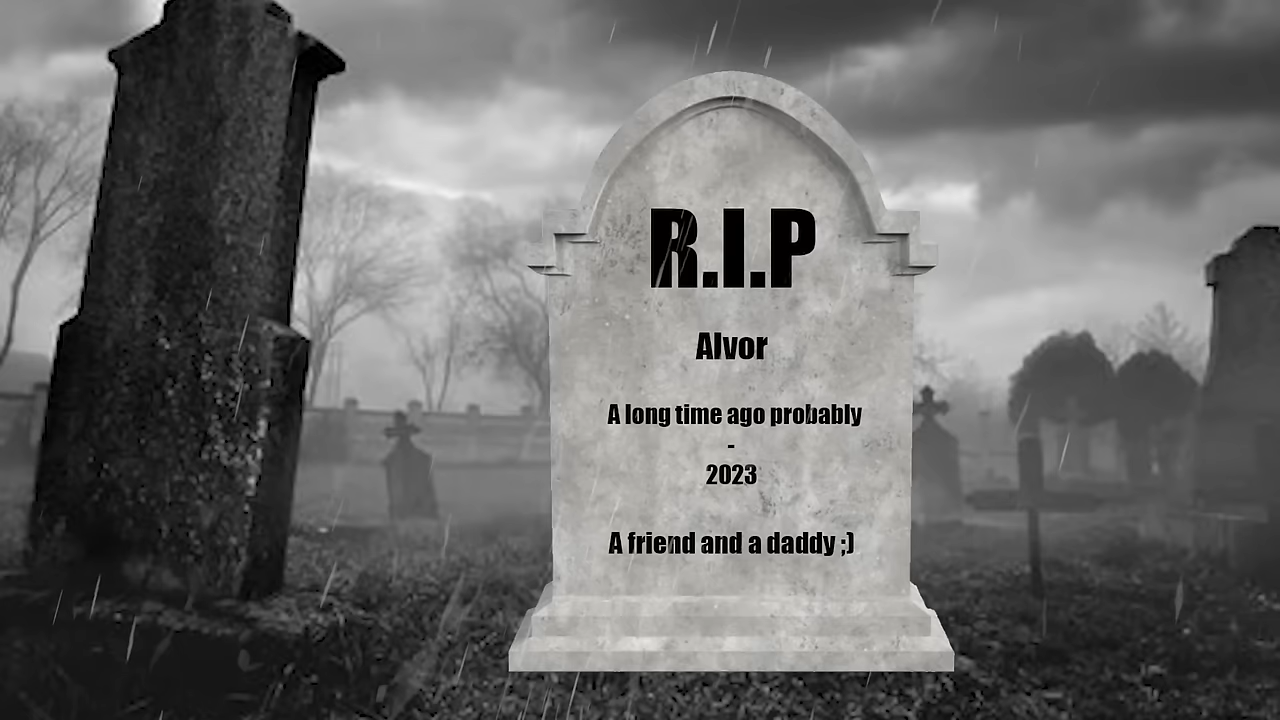 R.I.P
Alvor
A long time ago probably
-
2023
A friend and a daddy ;)